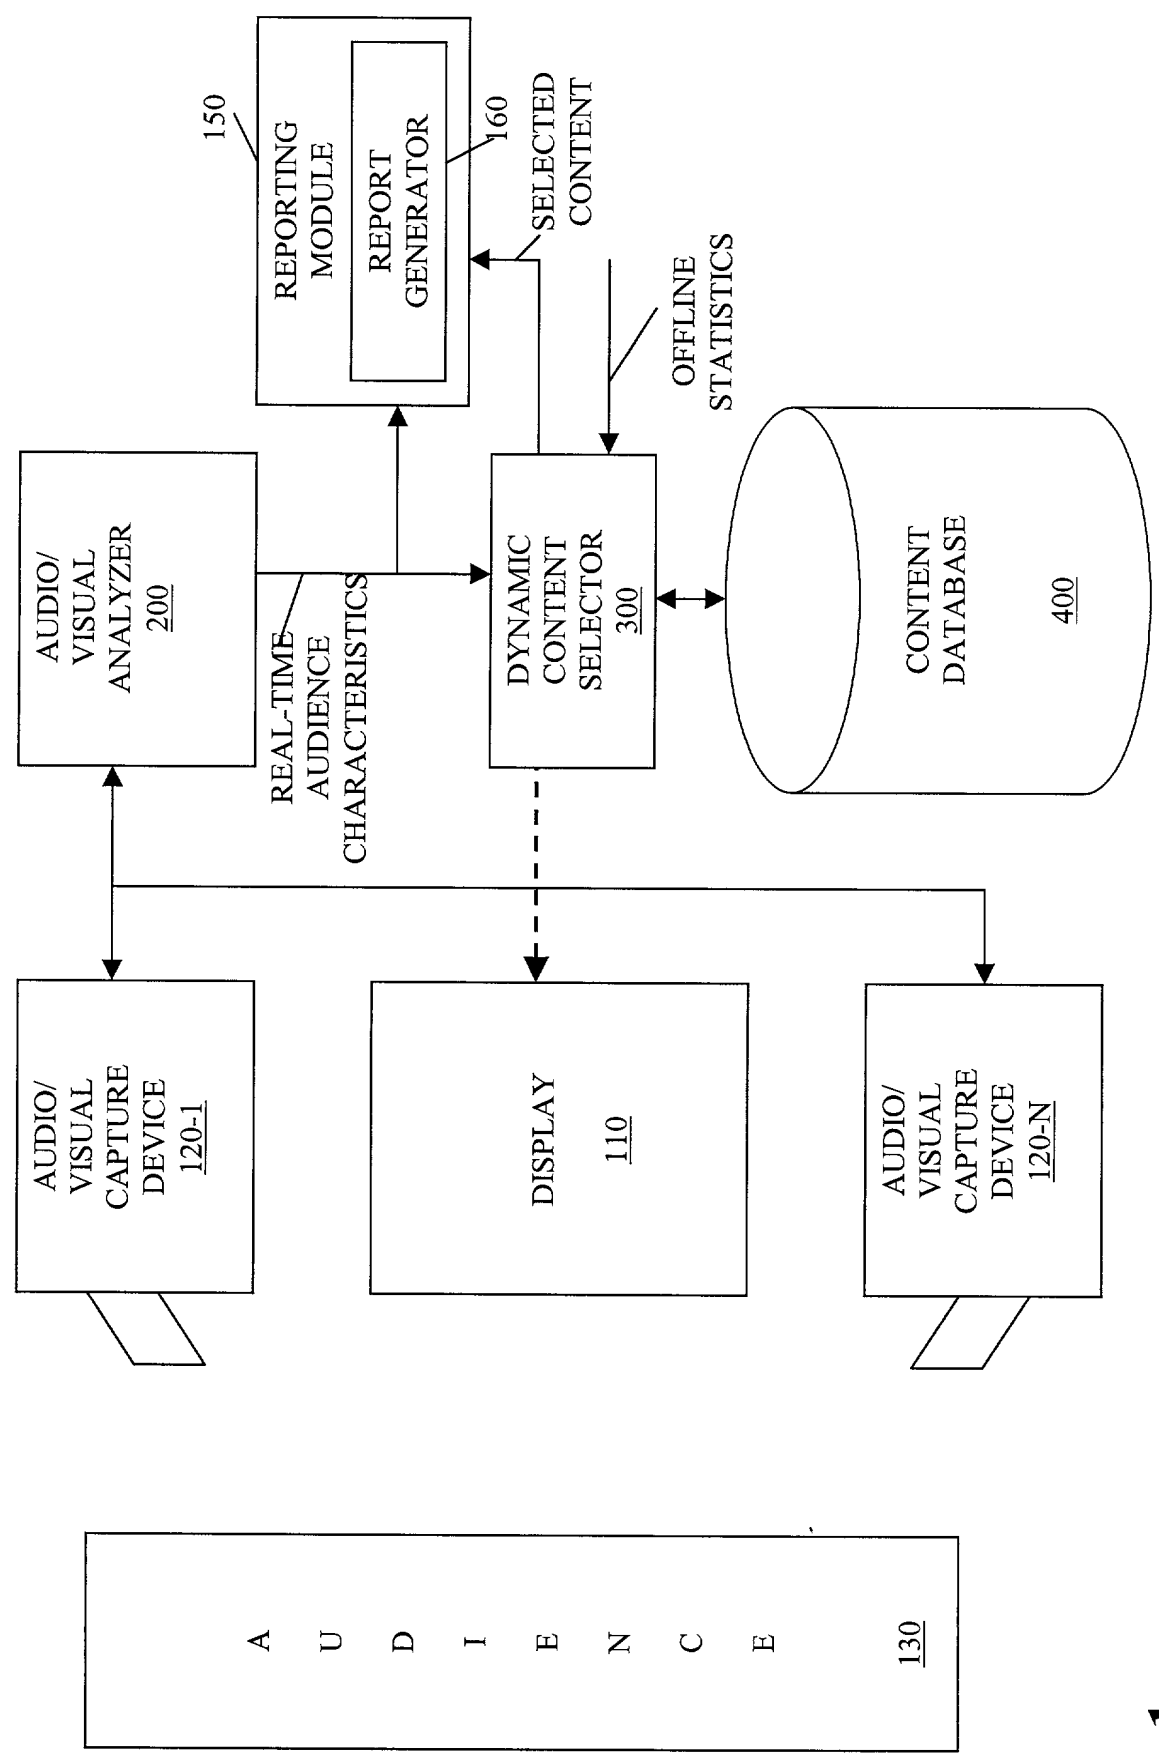 AUDIENCE
130
AUDIO/
VISUAL
CAPTURE
DEVICE
120-1
DISPLAY
110
AUDIO/
VISUAL
CAPTURE
DEVICE
120-N
AUDIO/
VISUAL
ANALYZER
200
REAL-TIME
AUDIENCE
CHARACTERISTICS
DYNAMIC
CONTENT
SELECTOR
300
CONTENT
DATABASE
400
150
REPORTING
MODULE
REPORT
GENERATOR
160
SELECTED
CONTENT
OFFLINE
STATISTICS